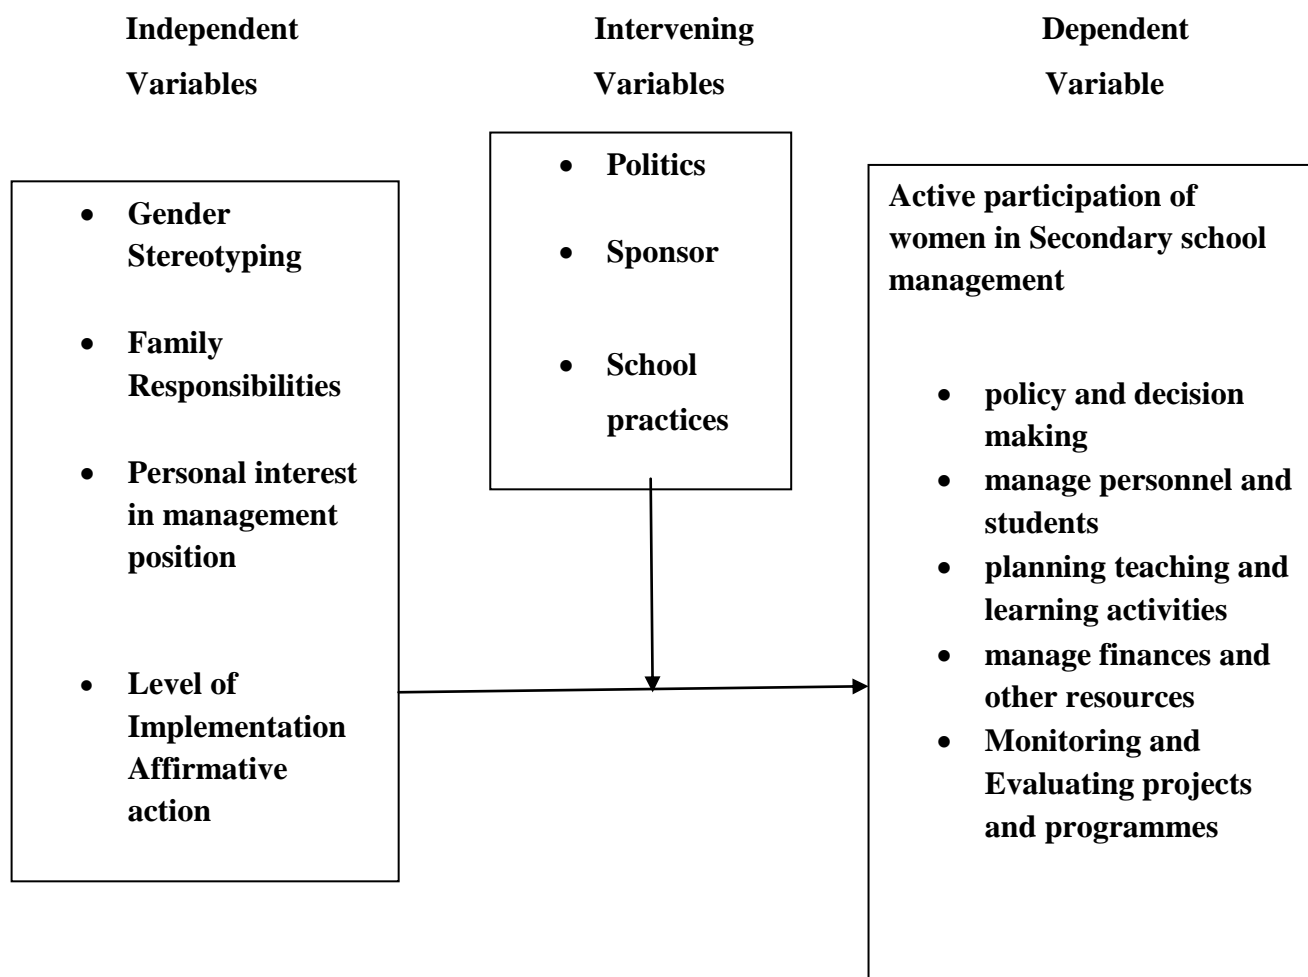 Independent
Variables
Intervening
Variables
Dependent
Variable
• Gender
Stereotyping
• Family
Responsibilities
• Personal interest
in management
position
• Level of
Implementation
Affirmative
action
• Politics
• Sponsor
• School
practices
Active participation of
women in Secondary school
management
• policy and decision
making
• manage personnel and
students
• planning teaching and
learning activities
• manage finances and
other resources
• Monitoring and
Evaluating projects
and programmes